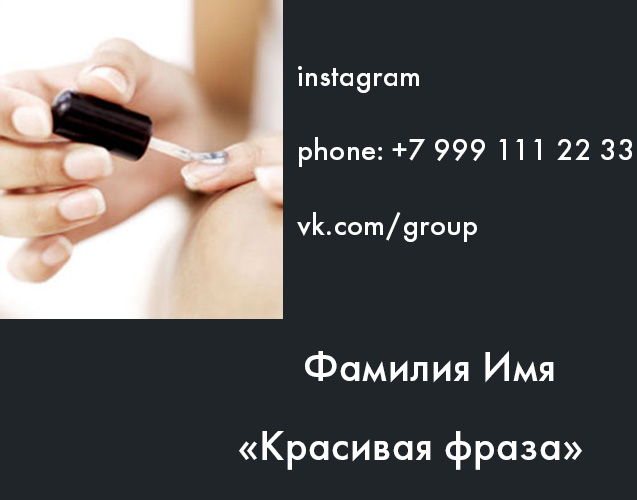 instagram
phone: +7 999 111 22 33
vk.com/group
Фамилия Имя
«Красивая фраза»